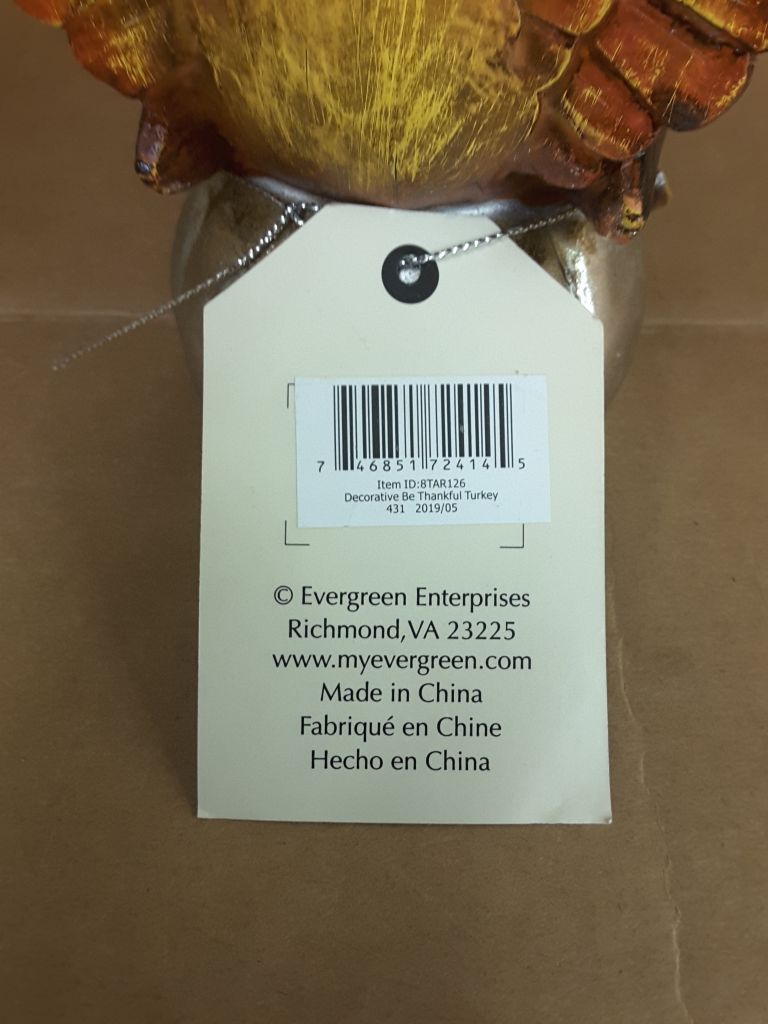 7 46851 72414 5
Item ID:8TAR126
Decorative Be Thankful Turkey
431 2019/05
© Evergreen Enterprises
Richmond,VA 23225
www.myevergreen.com
Made in China
Fabriqué en Chine
Hecho en China